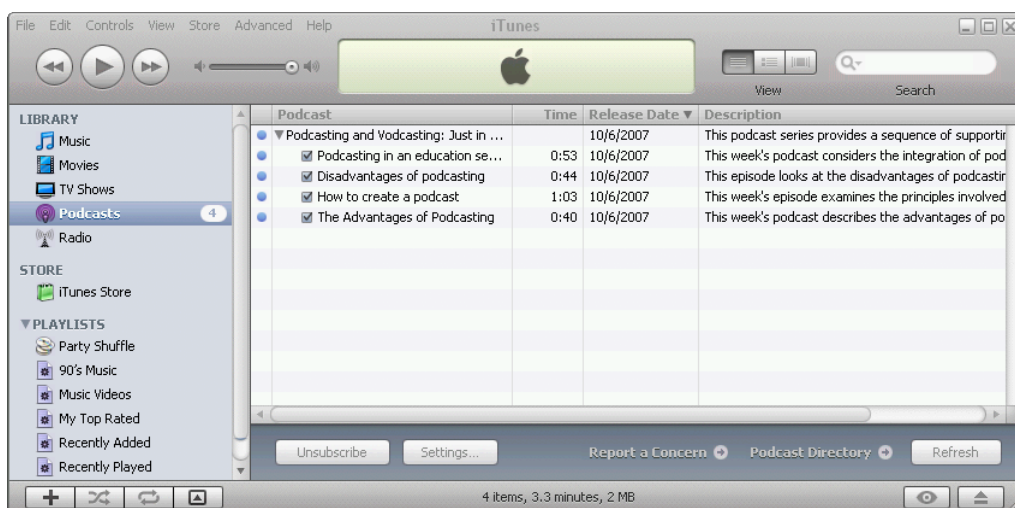 File Edit Controls View Store Advanced Help iTunes
View Search
LIBRARY
Music
Movies
TV Shows
Podcasts 4
Radio
STORE
iTunes Store
PLAYLISTS
Party Shuffle
90's Music
Music Videos
My Top Rated
Recently Added
Recently Played
Podcast Time Release Date Description
Podcasting and Vodcasting: Just in ... 10/6/2007 This podcast series provides a sequence of supportin
Podcasting in an education se... 0:53 10/6/2007 This week's podcast considers the integration of pod
Disadvantages of podcasting 0:44 10/6/2007 This episode looks at the disadvantages of podcastin
How to create a podcast 1:03 10/6/2007 This week's episode examines the principles involved
The Advantages of Podcasting 0:40 10/6/2007 This week's podcast describes the advantages of po
Unsubscribe Settings... Report a Concern Podcast Directory Refresh
4 items, 3.3 minutes, 2 MB